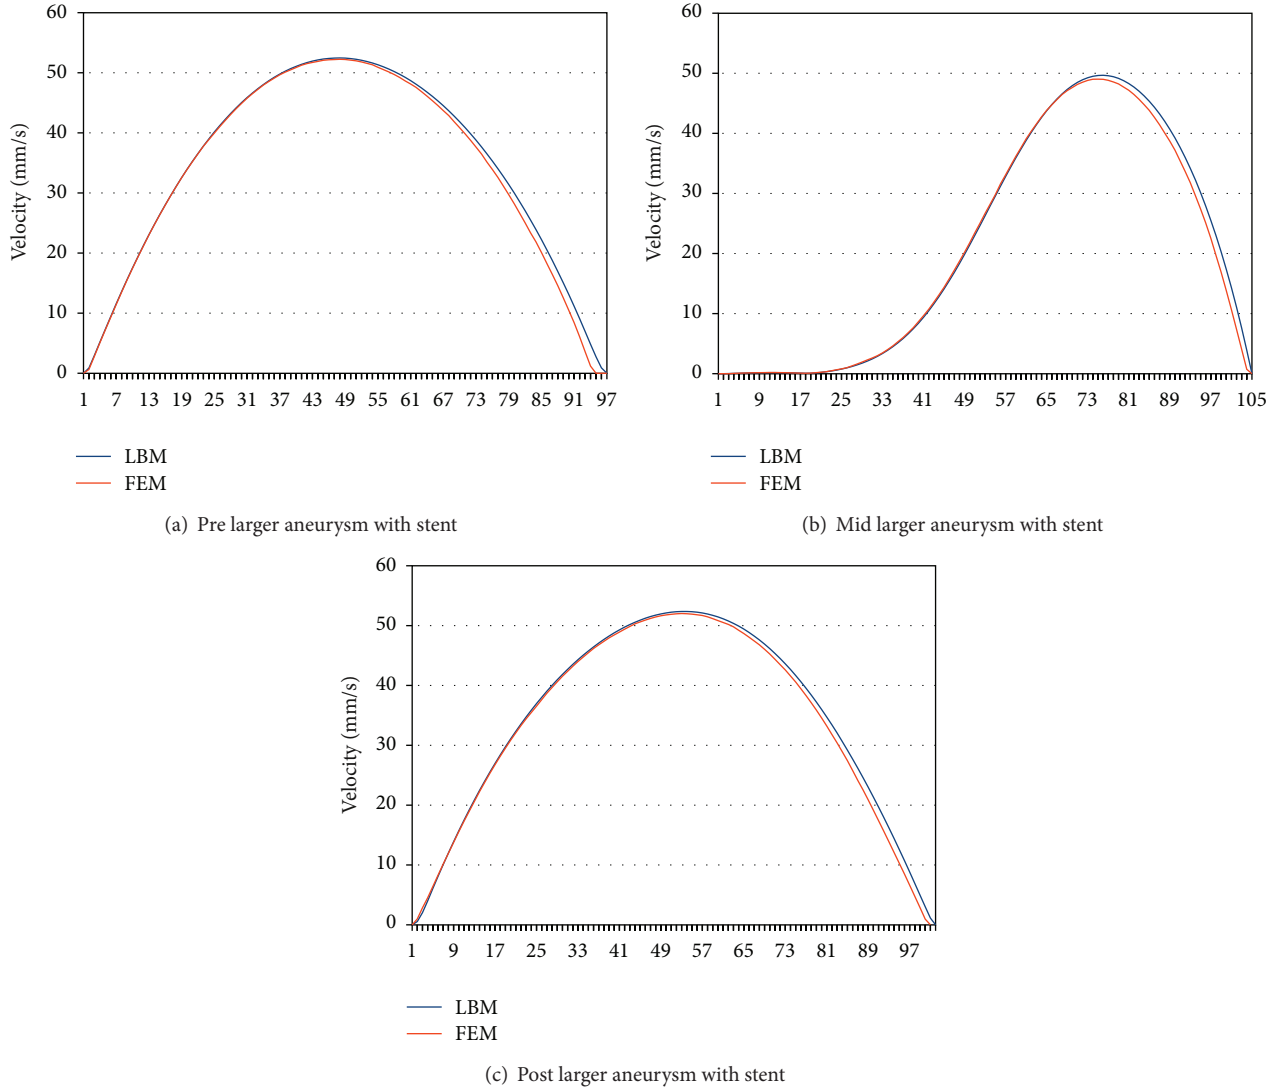 60
50
40
30
20
10
0
Velocity (mm/s)
1 7 13 19 25 31 37 43 49 55 61 67 73 79 85 91 97
LBM
FEM
(a) Pre larger aneurysm with stent
60
50
40
30
20
10
0
Velocity (mm/s)
1 9 17 25 33 41 49 57 65 73 81 89 97 105
LBM
FEM
(b) Mid larger aneurysm with stent
60
50
40
30
20
10
0
Velocity (mm/s)
1 9 17 25 33 41 49 57 65 73 81 89 97
LBM
FEM
(c) Post larger aneurysm with stent